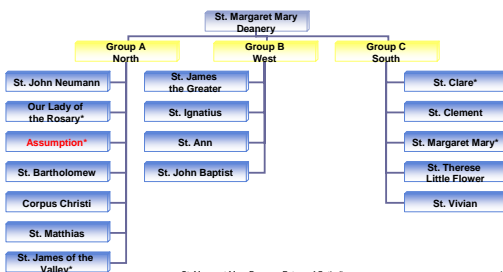 St. Margaret Mary
Deanery
Group A
North
Group B
West
Group C
South
St. John Neumann
Our Lady of
the Rosary*
Assumption*
St. Bartholomew
Corpus Christi
St. Matthias
St. James of the
Valley*
St. James
the Greater
St. Ignatius
St. Ann
St. John Baptist
St. Clare*
St. Clement
St. Margaret Mary*
St. Therese
Little Flower
St. Vivian